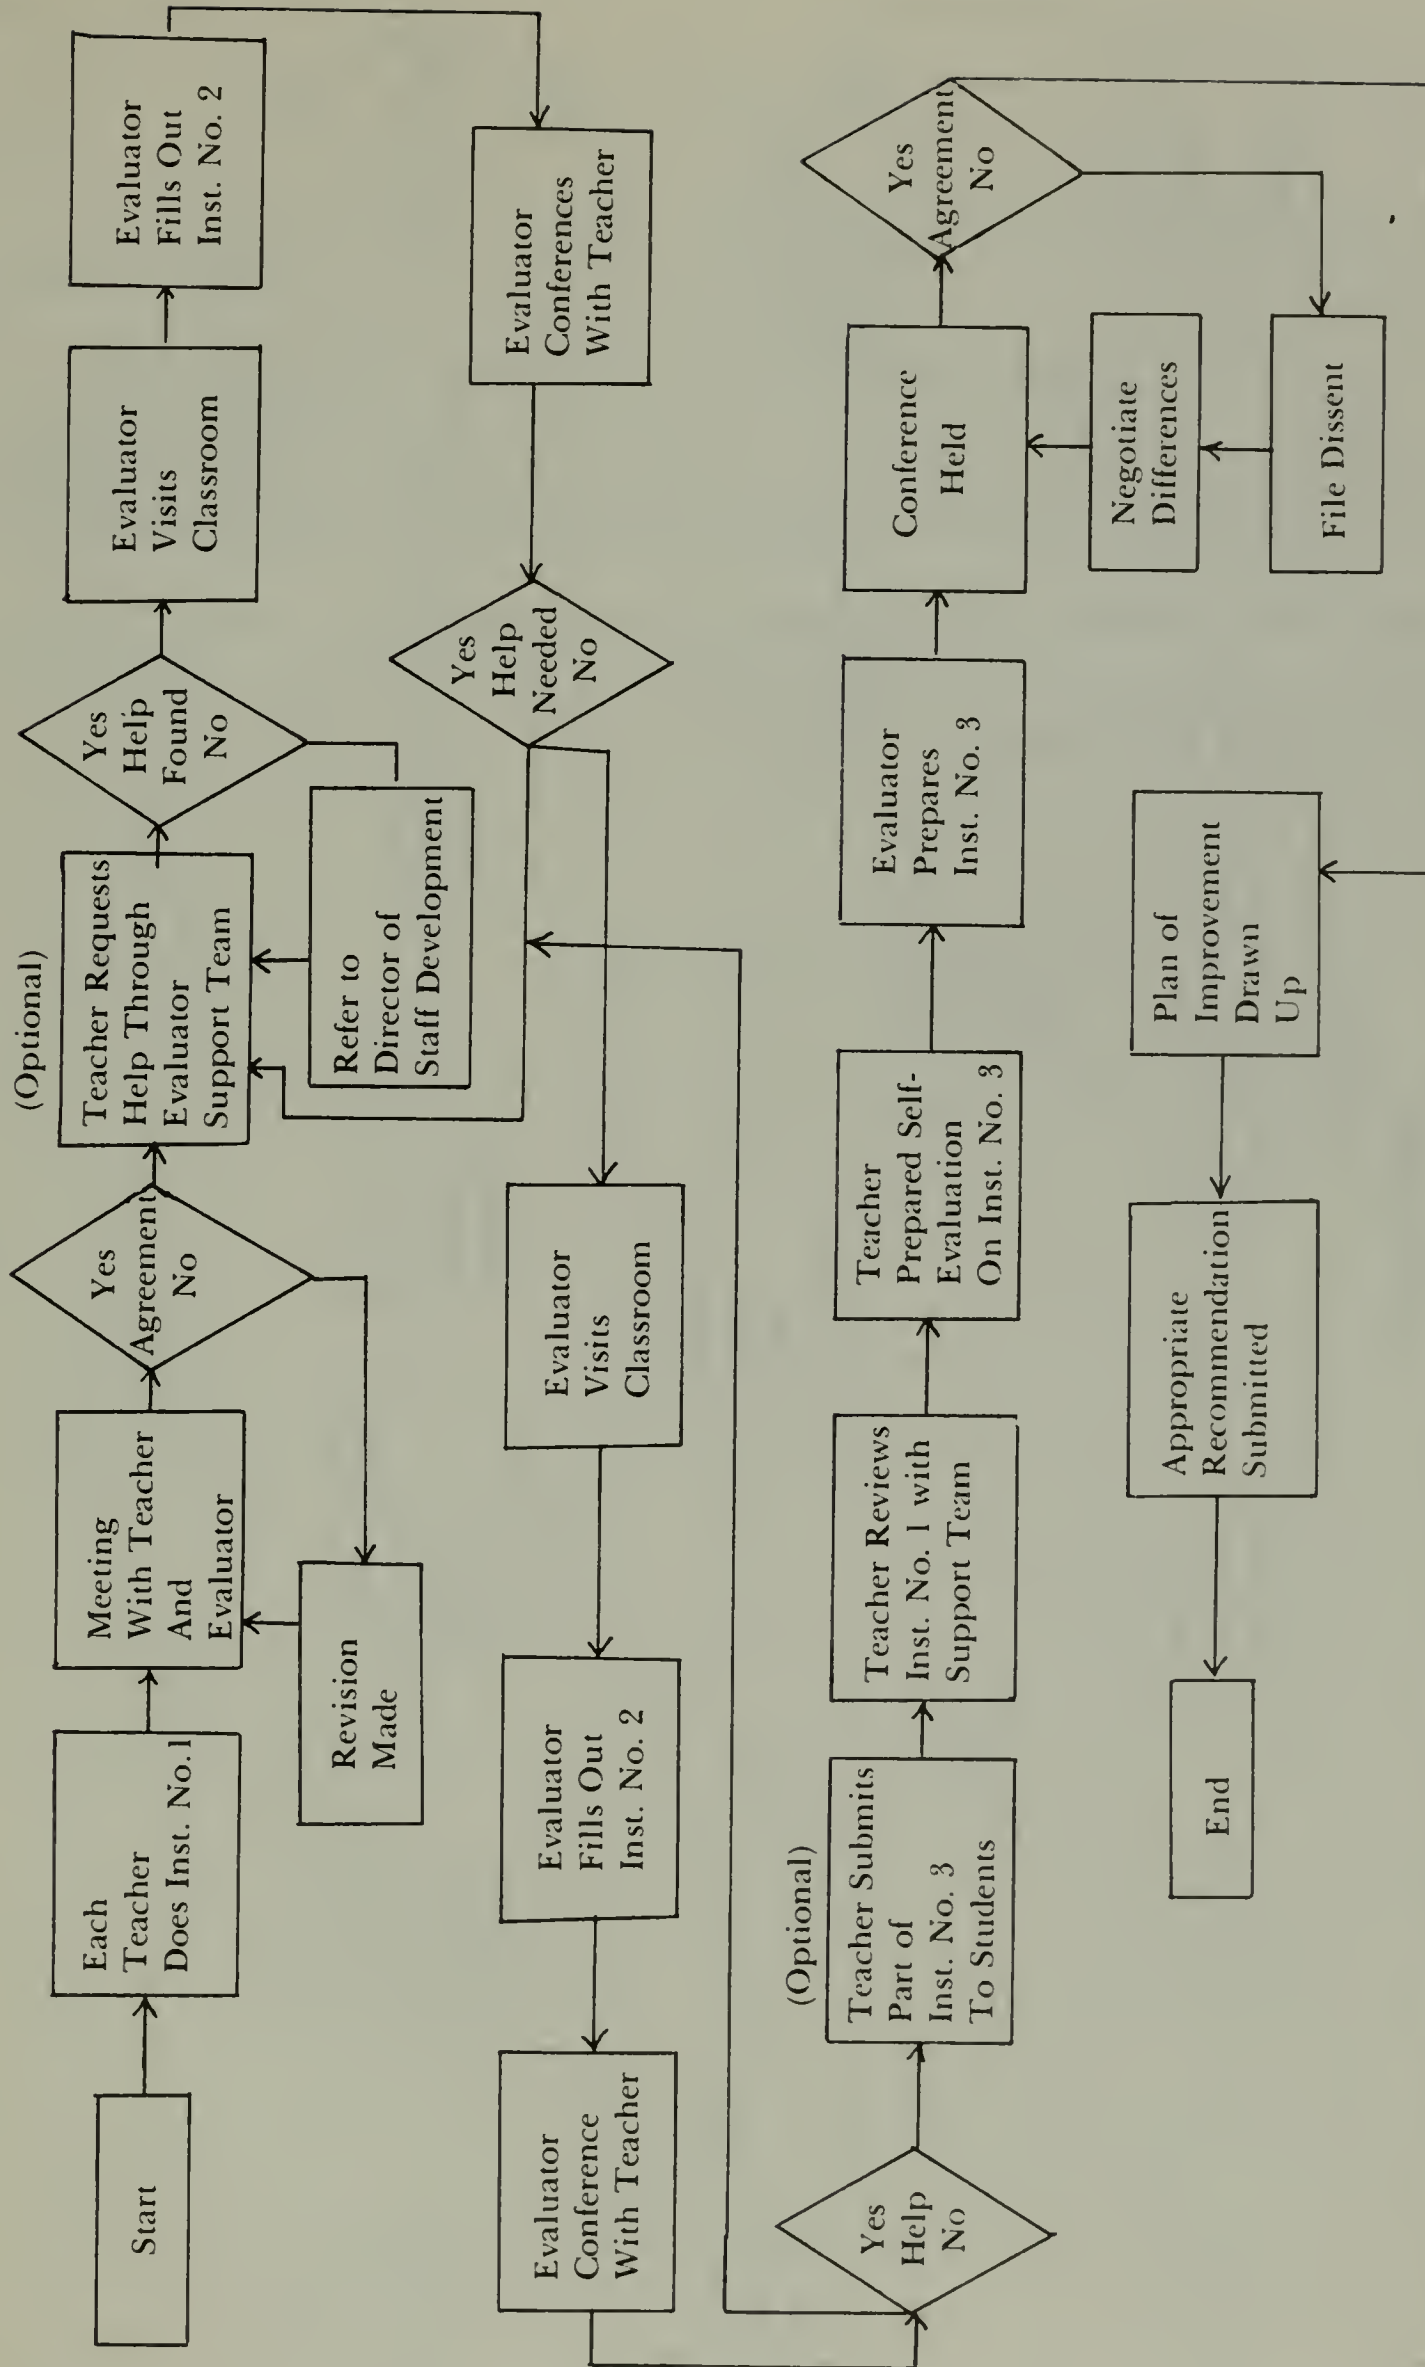 Start
Each
Teacher
Does Inst. No. 1
Meeting
With Teacher
And
Evaluator
Yes
Agreement
No
Revision
Made
(Optional)
Teacher Requests
Help Through
Evaluator
Support Team
Yes
Help
Found
No
Refer to
Director of
Staff Development
Evaluator
Visits
Classroom
Evaluator
Fills Out
Inst. No. 2
Evaluator
Conferences
With Teacher
Yes
Help
Needed
No
Evaluator
Visits
Classroom
Evaluator
Fills Out
Inst. No. 2
Evaluator
Conference
With Teacher
Yes
Help
No
(Optional)
Teacher Submits
Part of
Inst. No. 3
To Students
Teacher Reviews
Inst. No. 1 with
Support Team
Teacher
Prepared Self-
Evaluation
On Inst. No. 3
Evaluator
Prepares
Inst. No. 3
Conference
Held
Yes
Agreement
No
File Dissent
Negotiate
Differences
Plan of
Improvement
Drawn
Up
Appropriate
Recommendation
Submitted
End